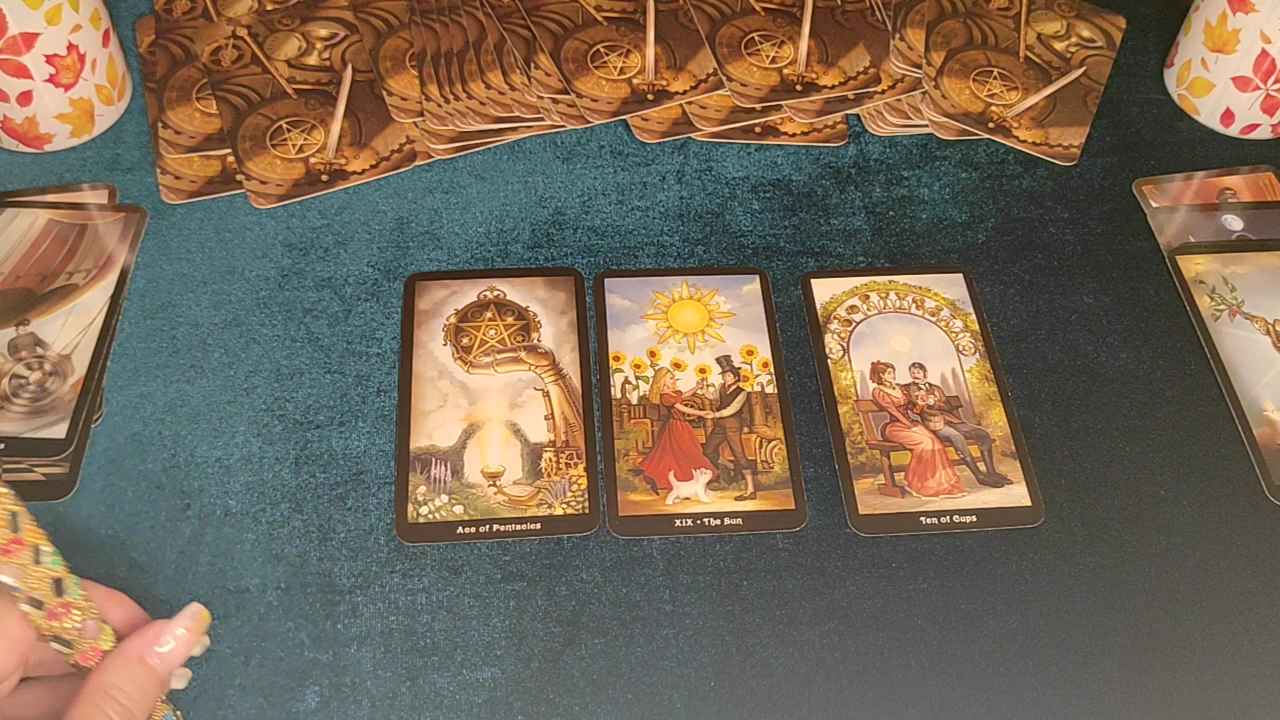 Ace of Pentacles
XIX • The Sun
Ten of Cups